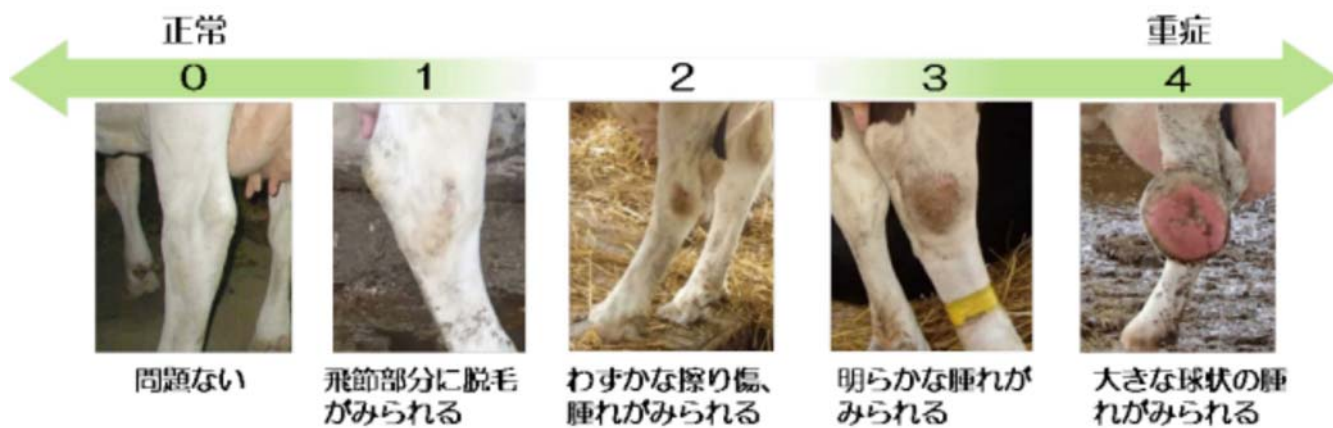 正常
重症
0
1
2
3
4
問題ない
飛節部分に脱毛
がみられる
わずかな擦り傷、
腫れがみられる
明らかな腫れが
みられる
大きな球状の腫
れがみられる